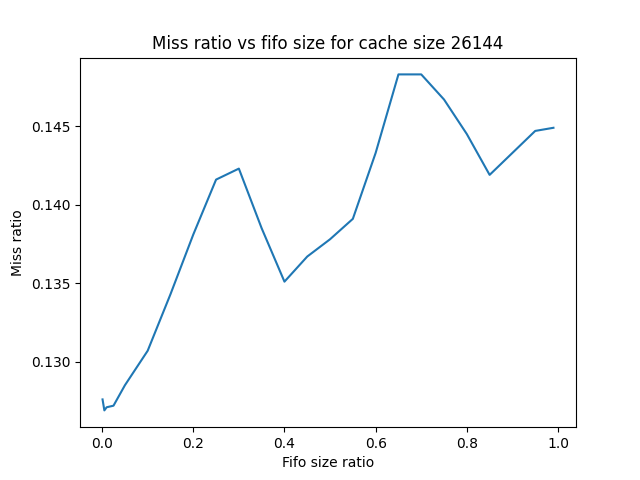 Miss ratio vs fifo size for cache size 26144
0.145
0.140
0.135
0.130
Miss ratio
0.0 0.2 0.4 0.6 0.8 1.0
Fifo size ratio